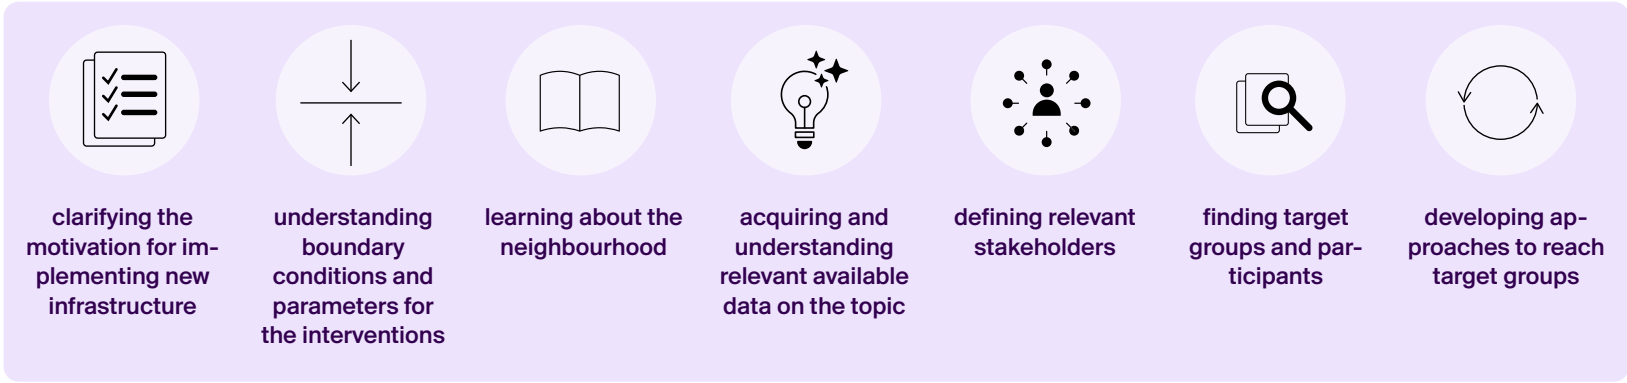 clarifying the
motivation for im-
plementing new
infrastructure
understanding
boundary
conditions and
parameters for
the interventions
learning about the
neighbourhood
acquiring and
understanding
relevant available
data on the topic
defining relevant
stakeholders
finding target
groups and par-
ticipants
developing ap-
proaches to reach
target groups